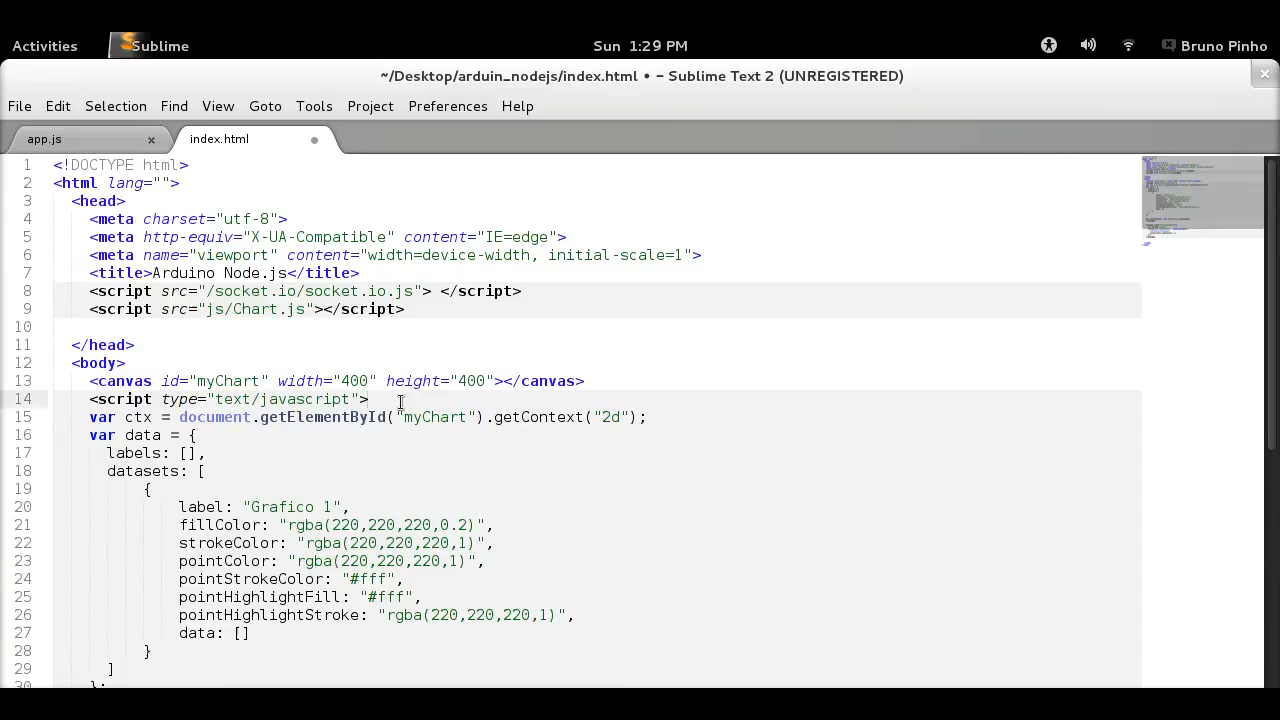 Activities Sublime Sun 1:29 PM Bruno Pinho
~/Desktop/arduin_nodejs/index.html • – Sublime Text 2 (UNREGISTERED)
File Edit Selection Find View Goto Tools Project Preferences Help
app.js index.html
1 <!DOCTYPE html>
2 <html lang="">
3 <head>
4 <meta charset="utf-8">
5 <meta http-equiv="X-UA-Compatible" content="IE=edge">
6 <meta name="viewport" content="width=device-width, initial-scale=1">
7 <title>Arduino Node.js</title>
8 <script src="/socket.io/socket.io.js"> </script>
9 <script src="js/Chart.js"></script>
10
11 </head>
12 <body>
13 <canvas id="myChart" width="400" height="400"></canvas>
14 <script type="text/javascript">
15 var ctx = document.getElementById("myChart").getContext("2d");
16 var data = {
17 labels: [],
18 datasets: [
19 {
20 label: "Grafico 1",
21 fillColor: "rgba(220,220,220,0.2)",
22 strokeColor: "rgba(220,220,220,1)",
23 pointColor: "rgba(220,220,220,1)",
24 pointStrokeColor: "#fff",
25 pointHighlightFill: "#fff",
26 pointHighlightStroke: "rgba(220,220,220,1)",
27 data: []
28 }
29 ]
30 };